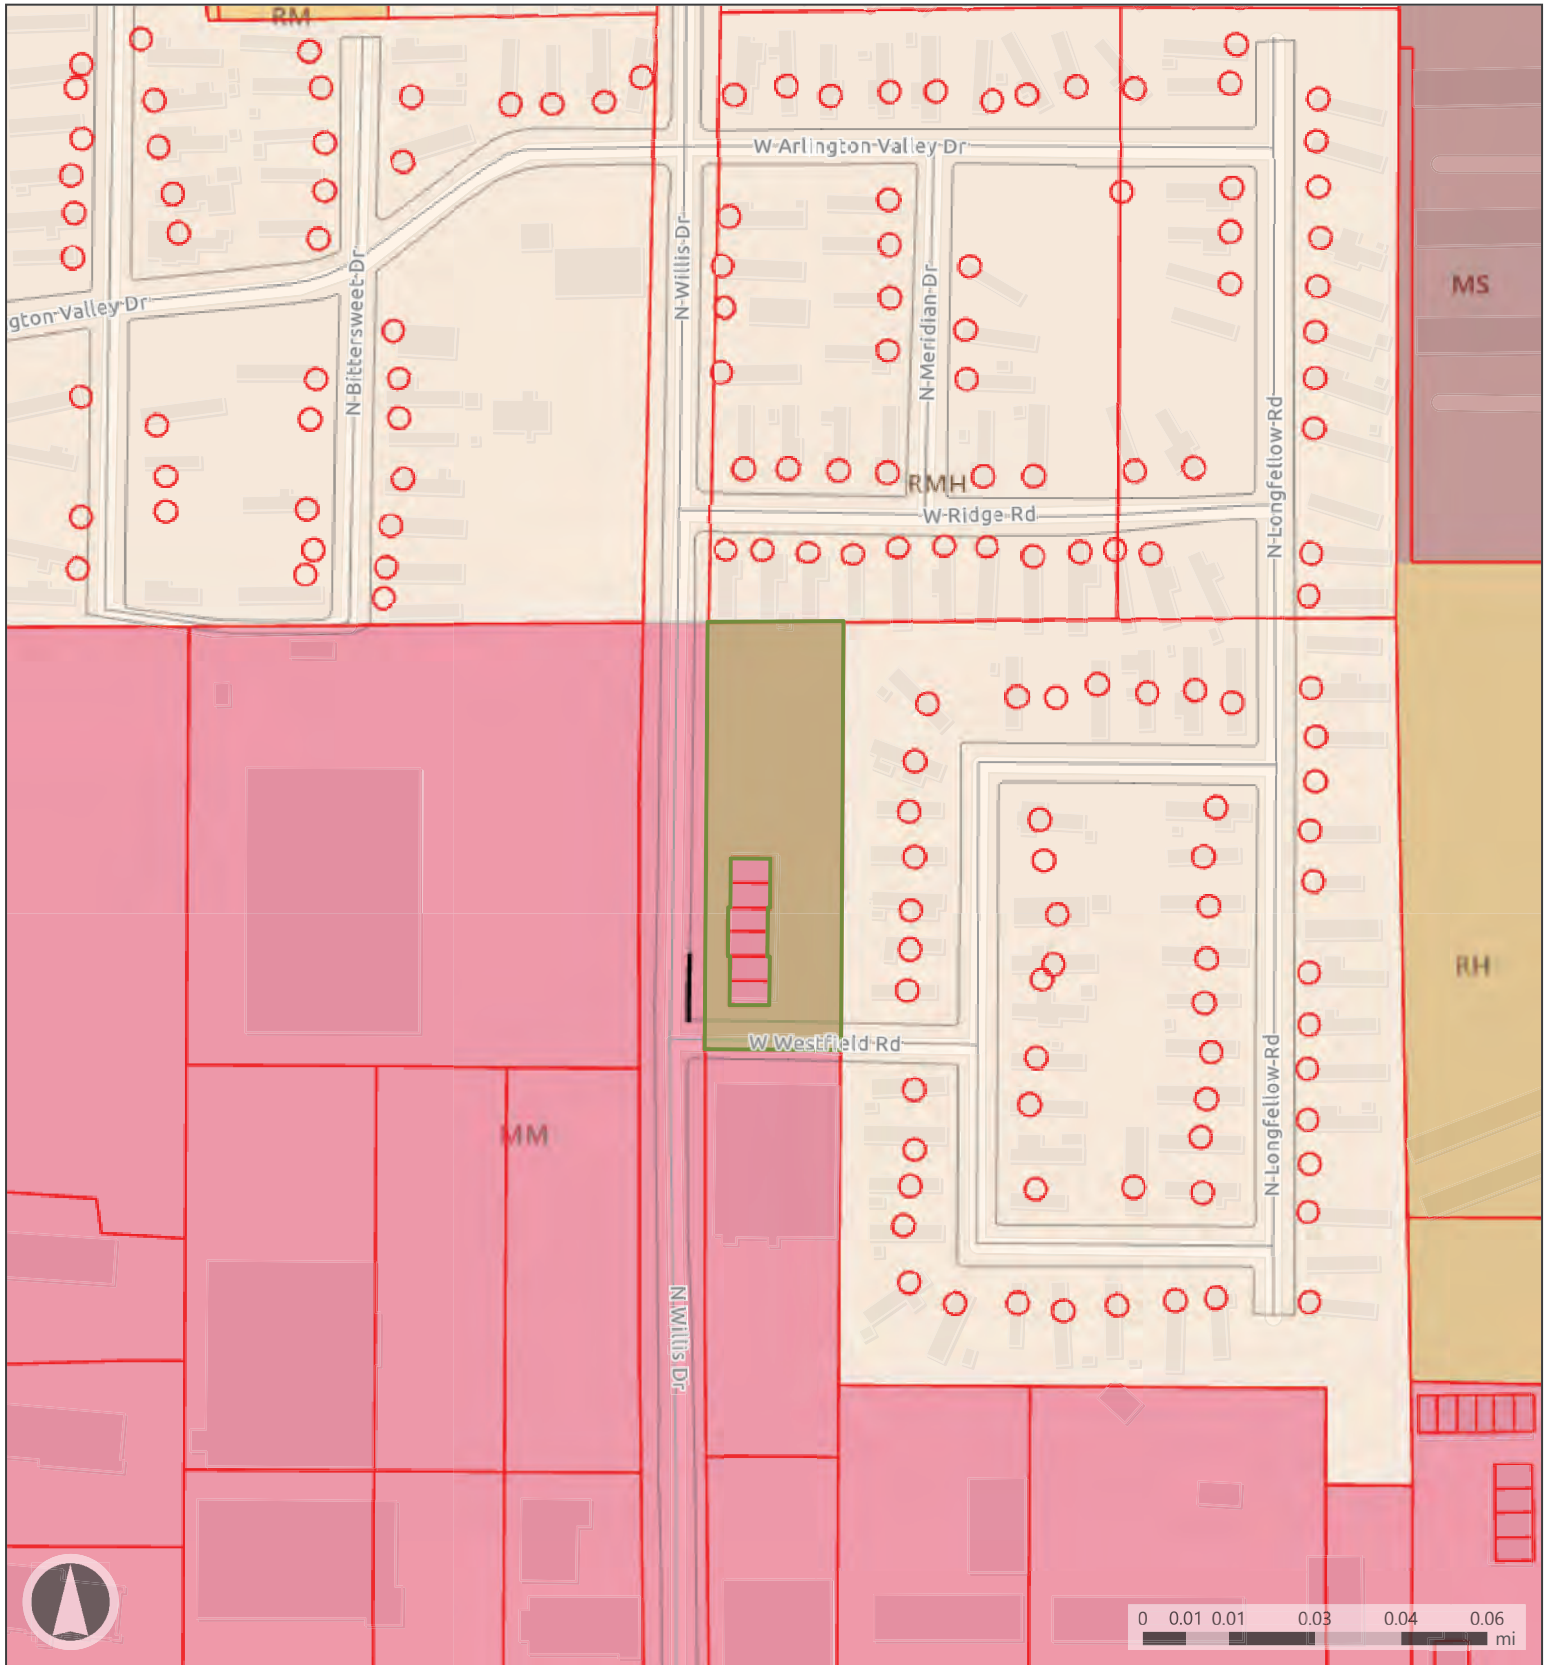 RM
W Arlington Valley Dr
N Willis Dr
N Bittersweet Dr
N Meridian Dr
MS
gton Valley Dr
N Longfellow Rd
RMH
W Ridge Rd
RH
W Westfield Rd
N Longfellow Rd
MM
N Willis Dr
0 0.01 0.01 0.03 0.04 0.06
mi